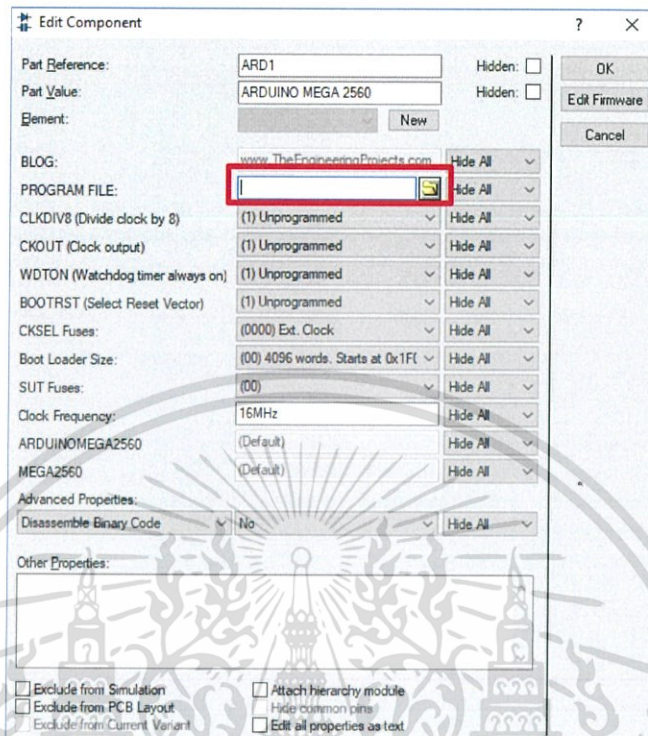 Edit Component ? ×
Part Reference: ARD1 Hidden: OK
Part Value: ARDUINO MEGA 2560 Hidden: Edit Firmware
Element: New Cancel
BLOG: www.TheEngineeringProjects.com Hide All
PROGRAM FILE: Hide All
CLKDIV8 (Divide clock by 8) (1) Unprogrammed Hide All
CKOUT (Clock output) (1) Unprogrammed Hide All
WDTON (Watchdog timer always on) (1) Unprogrammed Hide All
BOOTRST (Select Reset Vector) (1) Unprogrammed Hide All
CKSEL Fuses: (0000) Ext. Clock Hide All
Boot Loader Size: (00) 4096 words. Starts at 0x1F( Hide All
SUT Fuses: (00) Hide All
Clock Frequency: 16MHz Hide All
ARDUINOMEGA2560 (Default) Hide All
MEGA2560 (Default) Hide All
Advanced Properties:
Disassemble Binary Code No Hide All
Other Properties:
Exclude from Simulation Attach hierarchy module
Exclude from PCB Layout Hide common pins
Exclude from Current Variant Edit all properties as text